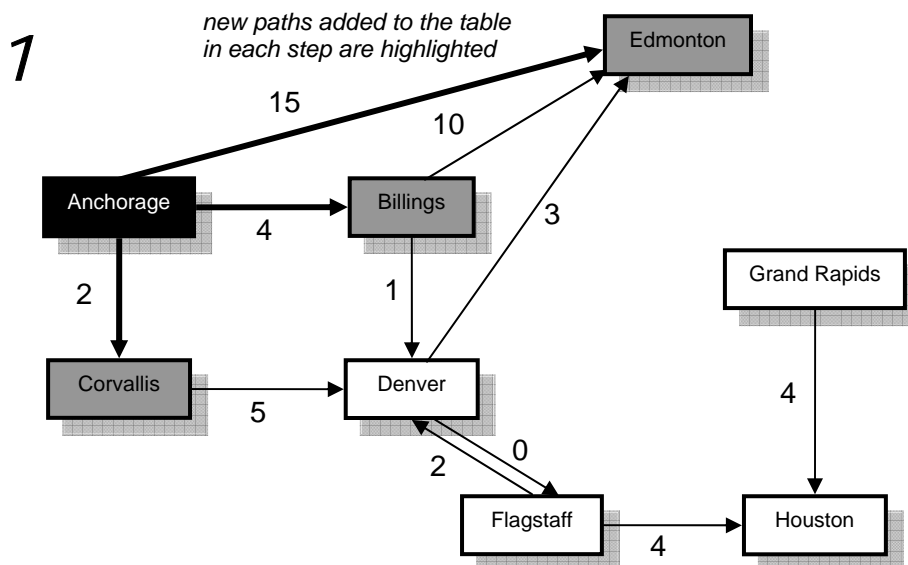 1
new paths added to the table
in each step are highlighted
Edmonton
15
10
Anchorage
Billings
4
3
Grand Rapids
2
1
Corvallis
Denver
5
4
0
2
Flagstaff
Houston
4